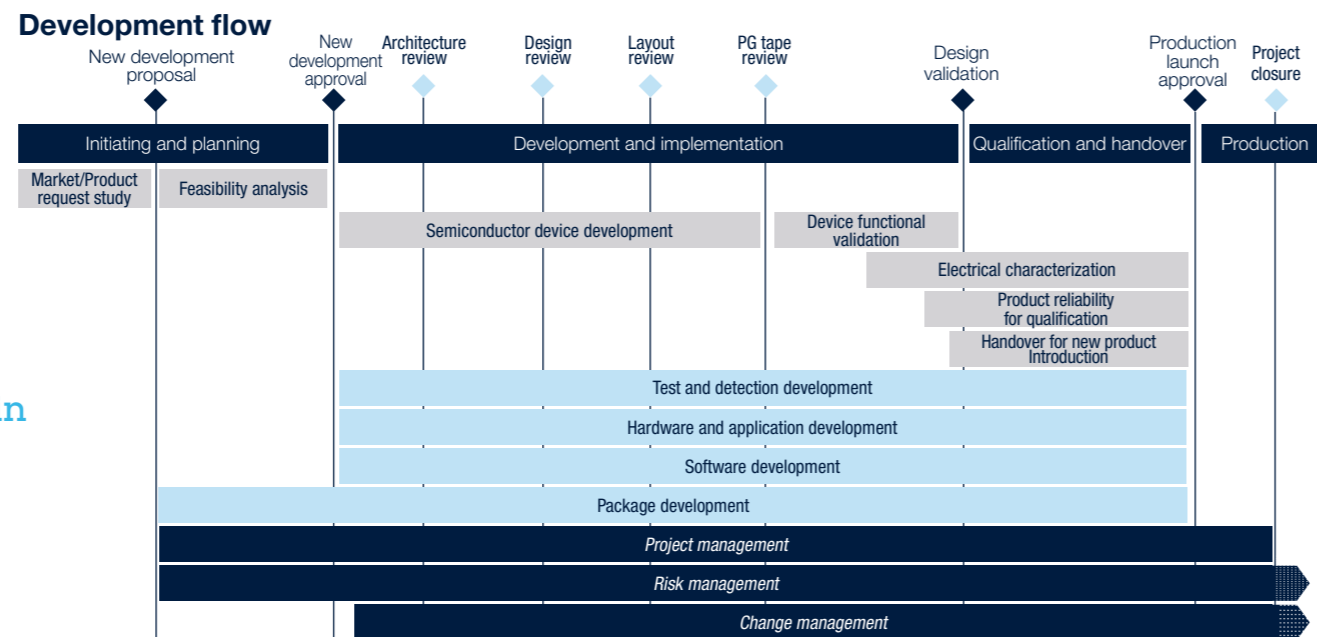 Development flow
New development
proposal
New
development
approval
Architecture
review
Design
review
Layout
review
PG tape
review
Design
validation
Production
launch
approval
Project
closure
Initiating and planning
Development and implementation
Qualification and handover
Production
Market/Product
request study
Feasibility analysis
Semiconductor device development
Device functional
validation
Electrical characterization
Product reliability
for qualification
Handover for new product
Introduction
Test and detection development
Hardware and application development
Software development
Package development
Project management
Risk management
Change management